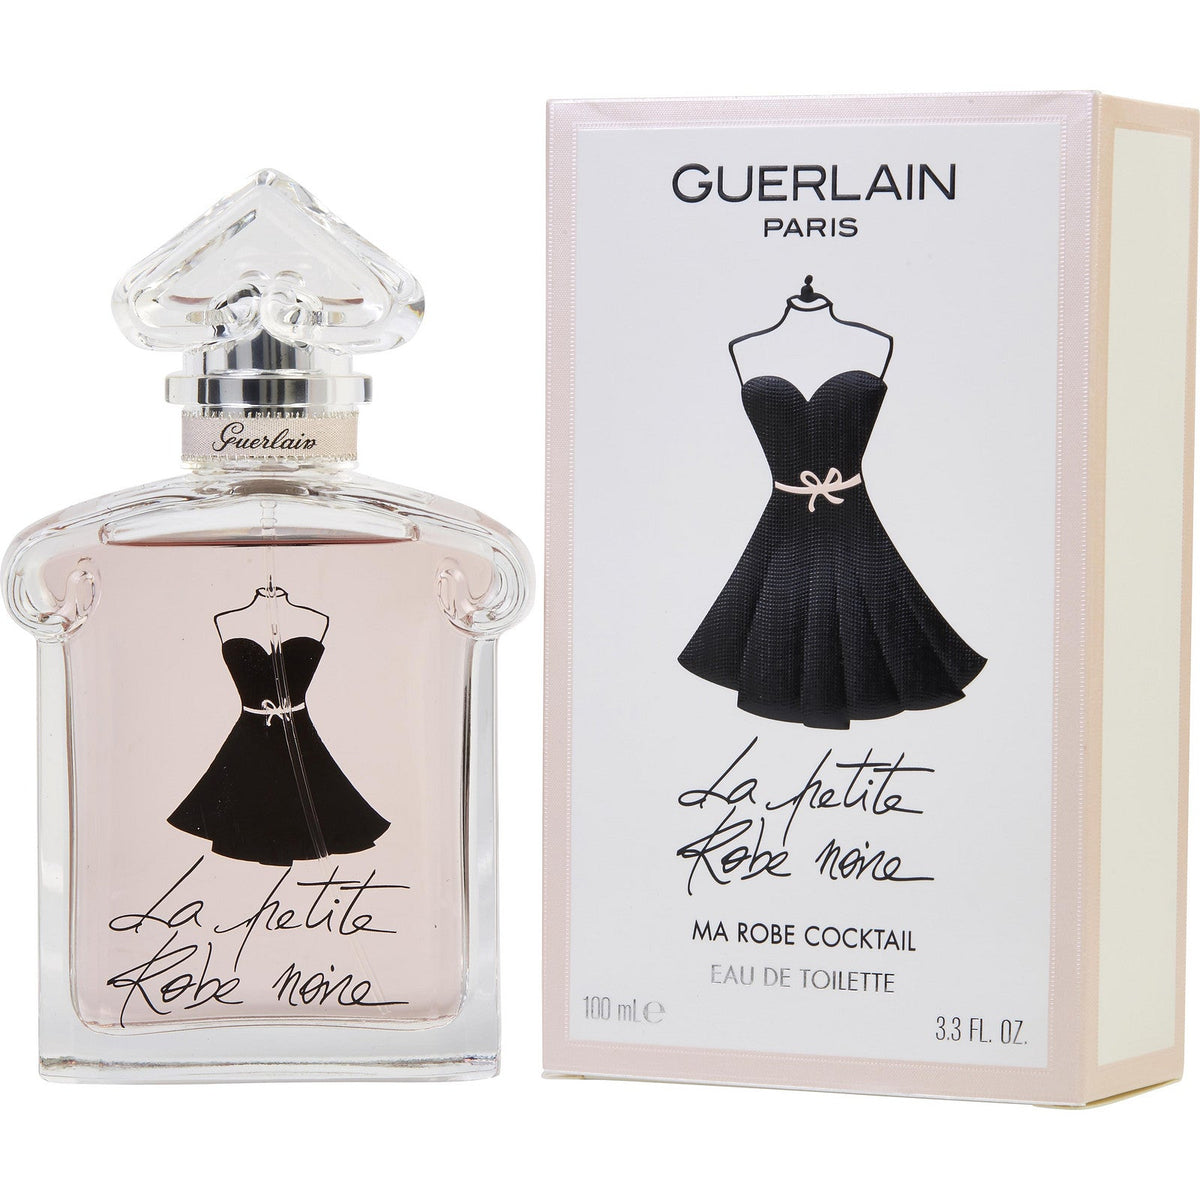 Guerlain
La petite
Robe noire
GUERLAIN
PARIS
La petite
Robe noire
MA ROBE COCKTAIL
EAU DE TOILETTE
100 mL℮
3.3 FL. OZ.